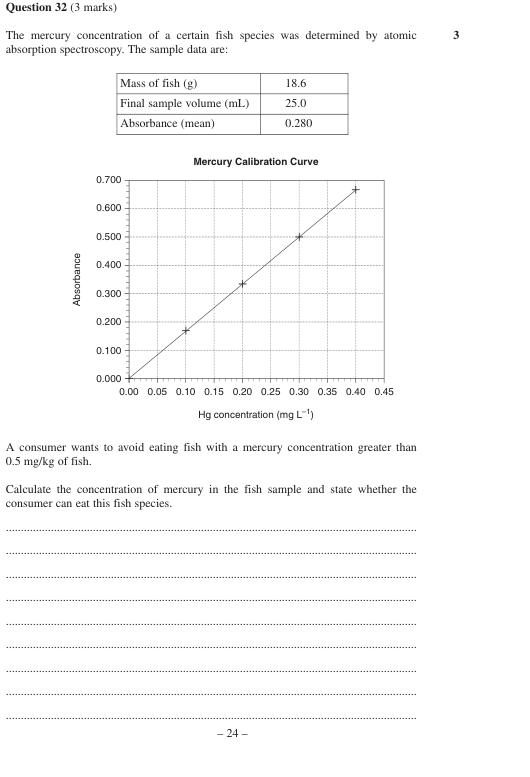 Question 32 (3 marks)
The mercury concentration of a certain fish species was determined by atomic 3
absorption spectroscopy. The sample data are:
Mass of fish (g) 18.6
Final sample volume (mL) 25.0
Absorbance (mean) 0.280
Mercury Calibration Curve
0.700
0.600
0.500
0.400
0.300
0.200
0.100
0.000
Absorbance
0.00 0.05 0.10 0.15 0.20 0.25 0.30 0.35 0.40 0.45
Hg concentration (mg L⁻¹)
A consumer wants to avoid eating fish with a mercury concentration greater than
0.5 mg/kg of fish.
Calculate the concentration of mercury in the fish sample and state whether the
consumer can eat this fish species.
– 24 –